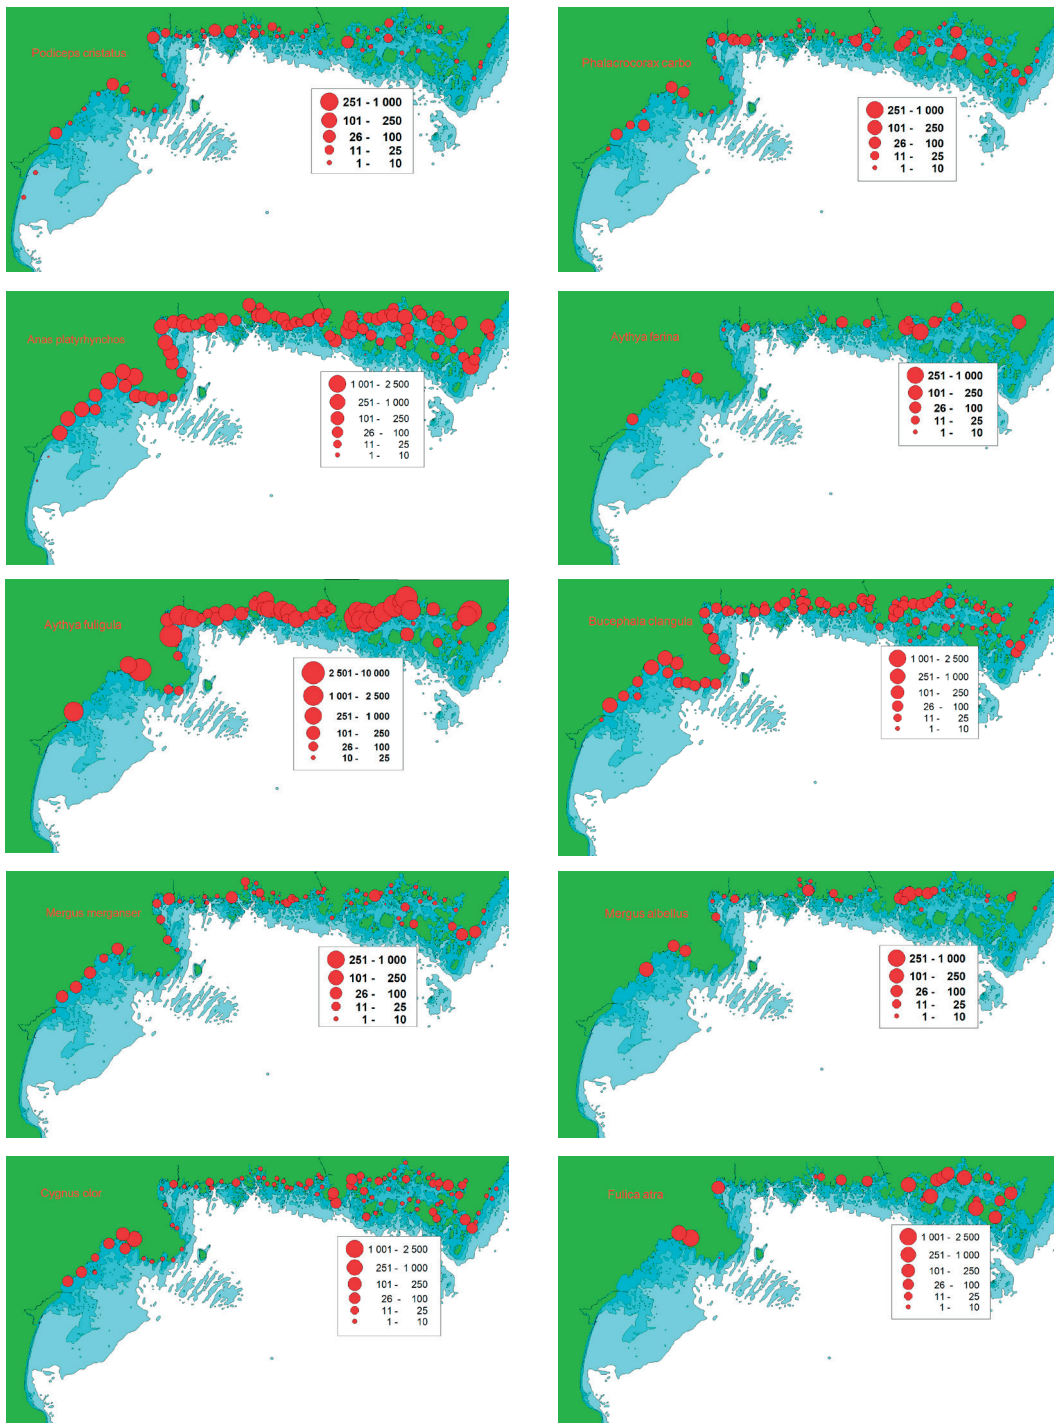 Podiceps cristatus
251 - 1 000
101 - 250
26 - 100
11 - 25
1 - 10
Phalacrocorax carbo
251 - 1 000
101 - 250
26 - 100
11 - 25
1 - 10
Anas platyrhynchos
1 001 - 2 500
251 - 1 000
101 - 250
26 - 100
11 - 25
1 - 10
Aythya ferina
251 - 1 000
101 - 250
26 - 100
11 - 25
1 - 10
Aythya fuligula
2 501 - 10 000
1 001 - 2 500
251 - 1 000
101 - 250
26 - 100
10 - 25
Bucephala clangula
1 001 - 2 500
251 - 1 000
101 - 250
26 - 100
11 - 25
1 - 10
Mergus merganser
251 - 1 000
101 - 250
26 - 100
11 - 25
1 - 10
Mergus albellus
251 - 1 000
101 - 250
26 - 100
11 - 25
1 - 10
Cygnus olor
1 001 - 2 500
251 - 1 000
101 - 250
26 - 100
11 - 25
1 - 10
Fulica atra
1 001 - 2 500
251 - 1 000
101 - 250
26 - 100
11 - 25
1 - 10